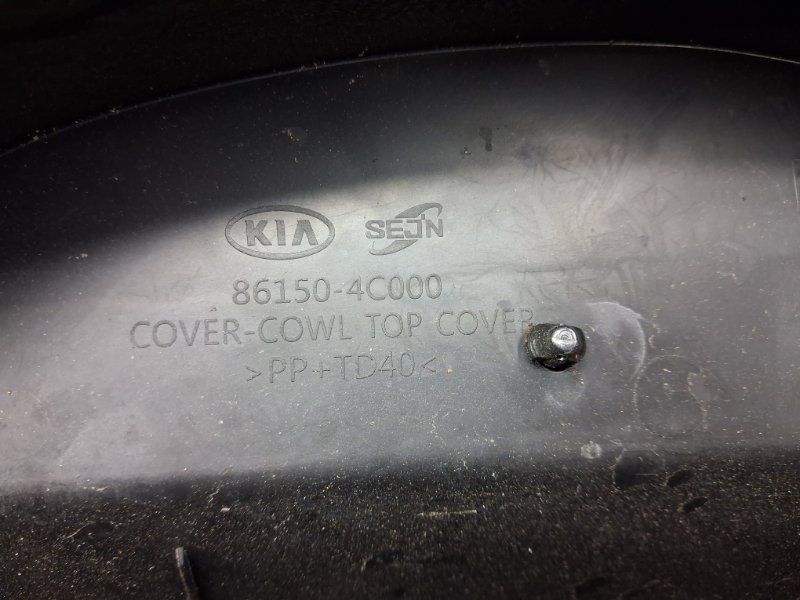 KIA SEJN
86150-4C000
COVER-COWL TOP COVER
>PP+TD40<